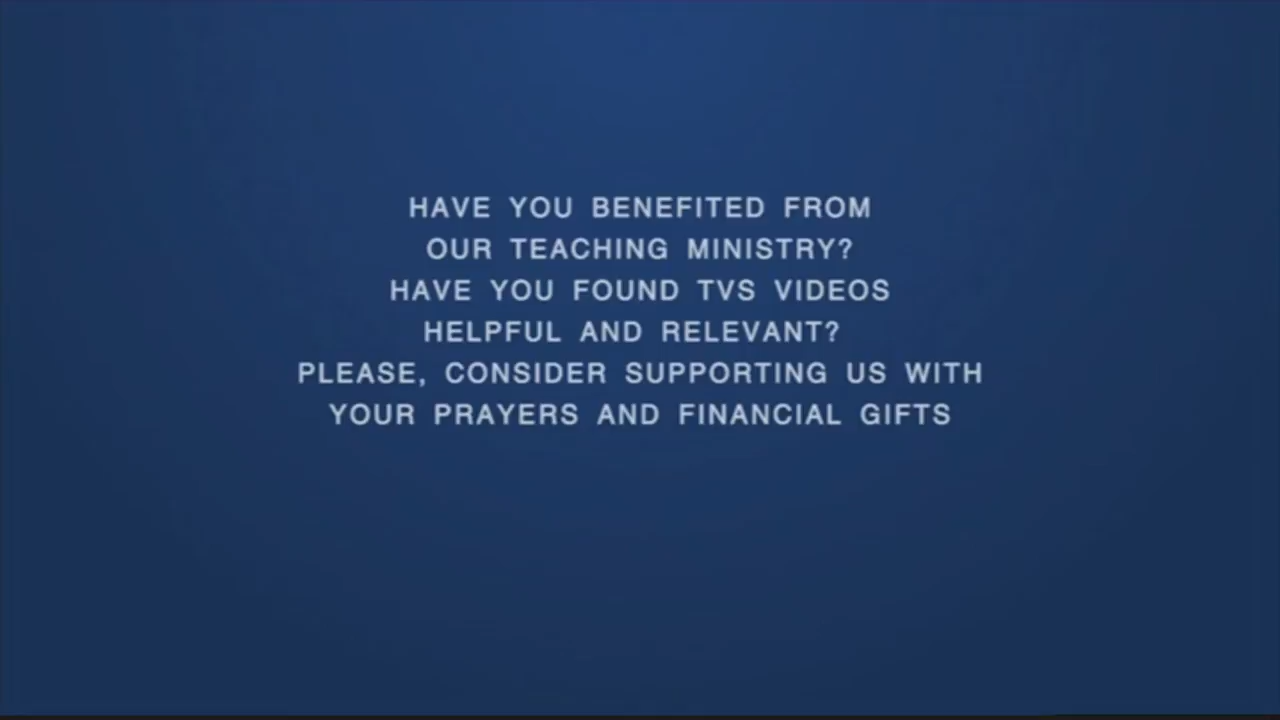 HAVE YOU BENEFITED FROM
OUR TEACHING MINISTRY?
HAVE YOU FOUND TVS VIDEOS
HELPFUL AND RELEVANT?
PLEASE, CONSIDER SUPPORTING US WITH
YOUR PRAYERS AND FINANCIAL GIFTS